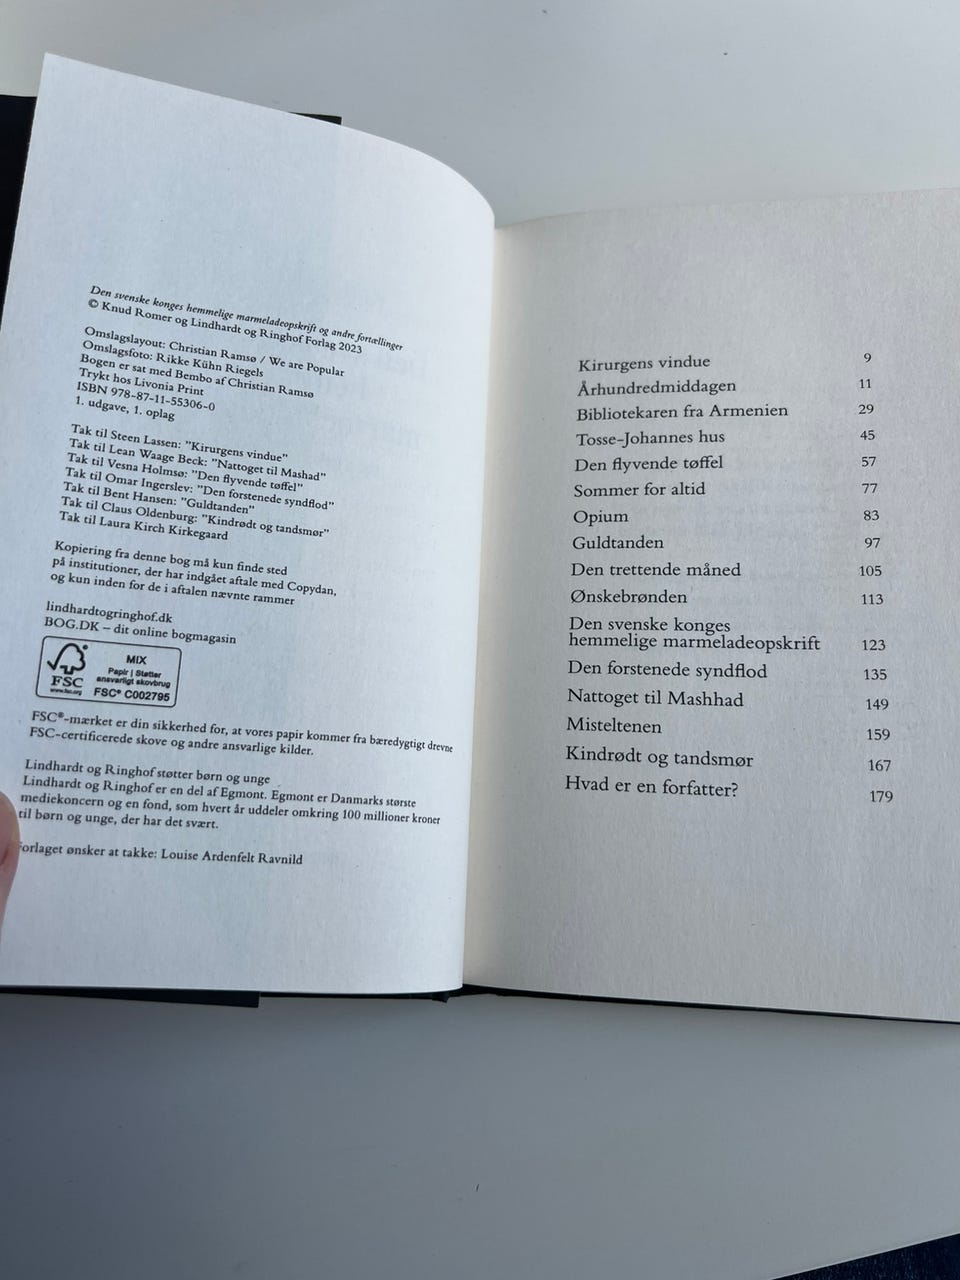 Den svenske konges hemmelige marmeladeopskrift og andre fortællinger
© Knud Romer og Lindhardt og Ringhof Forlag 2023
Omslagslayout: Christian Ramsø / We are Popular
Omslagsfoto: Rikke Kühn Riegels
Bogen er sat med Bembo af Christian Ramsø
Trykt hos Livonia Print
ISBN 978-87-11-55306-0
1. udgave, 1. oplag
Tak til Steen Lassen: "Kirurgens vindue"
Tak til Lean Waage Beck: "Nattoget til Mashad"
Tak til Vesna Holmsø: "Den flyvende tøffel"
Tak til Omar Ingerslev: "Den forstenede syndflod"
Tak til Bent Hansen: "Guldtanden"
Tak til Claus Oldenburg: "Kindrødt og tandsmør"
Tak til Laura Kirch Kirkegaard
Kopiering fra denne bog må kun finde sted
på institutioner, der har indgået aftale med Copydan,
og kun inden for de i aftalen nævnte rammer
lindhardtogringhof.dk
BOG.DK – dit online bogmagasin
FSC
www.fsc.org
MIX
Papir | Støtter
ansvarligt skovbrug
FSC® C002795
FSC®-mærket er din sikkerhed for, at vores papir kommer fra bæredygtigt drevne
FSC-certificerede skove og andre ansvarlige kilder.
Lindhardt og Ringhof støtter børn og unge
Lindhardt og Ringhof er en del af Egmont. Egmont er Danmarks største
mediekoncern og en fond, som hvert år uddeler omkring 100 millioner kroner
til børn og unge, der har det svært.
Forlaget ønsker at takke: Louise Ardenfelt Ravnild
Kirurgens vindue 9
Århundredmiddagen 11
Bibliotekaren fra Armenien 29
Tosse-Johannes hus 45
Den flyvende tøffel 57
Sommer for altid 77
Opium 83
Guldtanden 97
Den trettende måned 105
Ønskebrønden 113
Den svenske konges
hemmelige marmeladeopskrift 123
Den forstenede syndflod 135
Nattoget til Mashhad 149
Misteltenen 159
Kindrødt og tandsmør 167
Hvad er en forfatter? 179